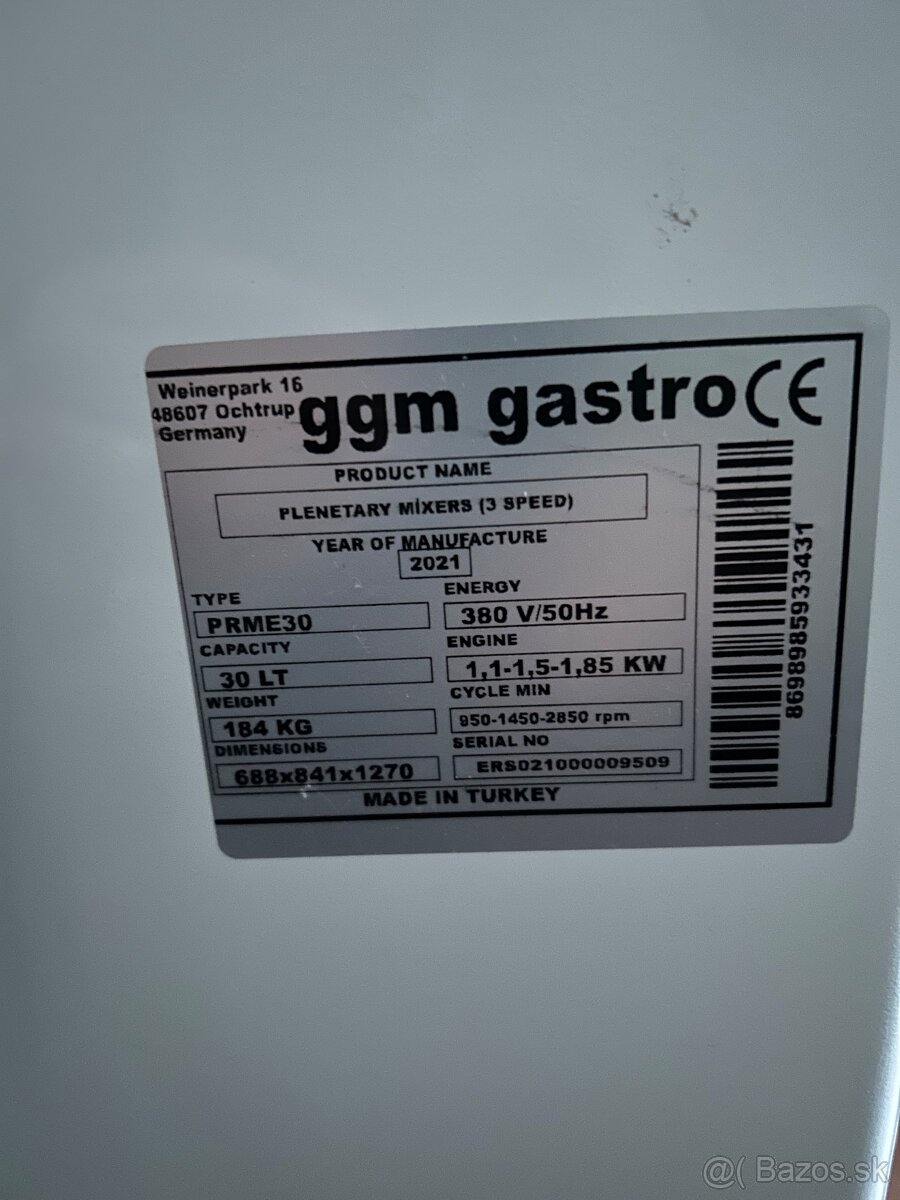 Weinerpark 16
48607 Ochtrup
Germany
ggm gastro CE
PRODUCT NAME
PLENETARY MİXERS (3 SPEED)
YEAR OF MANUFACTURE
2021
TYPE
PRME30
ENERGY
380 V/50Hz
CAPACITY
30 LT
ENGINE
1,1-1,5-1,85 KW
WEIGHT
184 KG
CYCLE MIN
950-1450-2850 rpm
DIMENSIONS
688x841x1270
SERIAL NO
ERS021000009509
MADE IN TURKEY
8698985933431
@( Bazos.sk